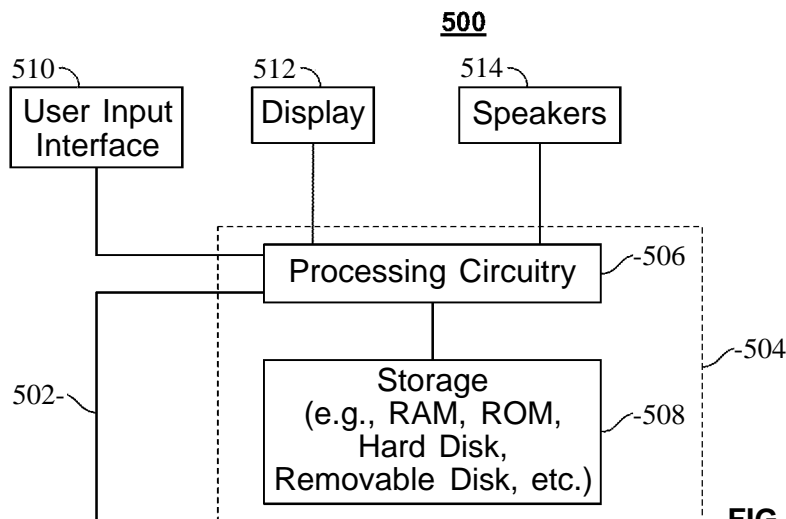 500
510
512
514
User Input
Interface
Display
Speakers
Processing Circuitry
-506
-504
502-
Storage
(e.g., RAM, ROM,
Hard Disk,
Removable Disk, etc.)
-508
FIG